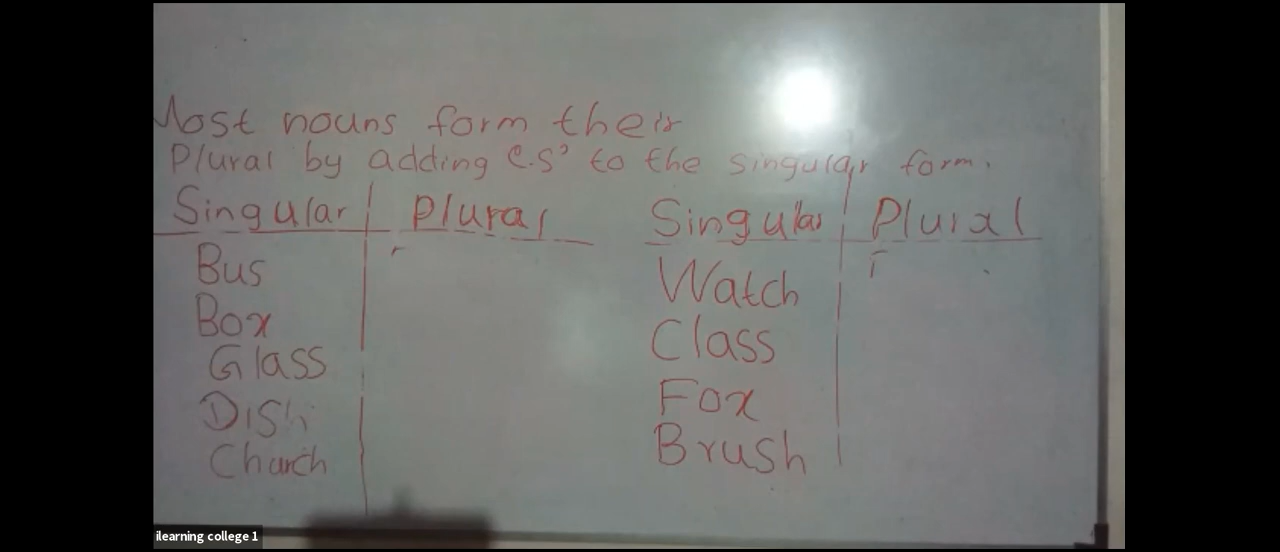 Most nouns form their
Plural by adding e.s' to the singular form.
Singular Plural Singular Plural
Bus Watch
Box Class
Glass Fox
Dish Brush
Church
ilearning college 1